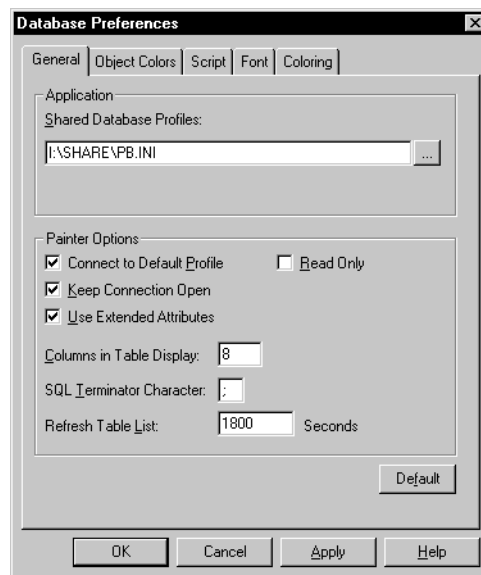 Database Preferences
General Object Colors Script Font Coloring
Application
Shared Database Profiles:
I:\SHARE\PB.INI ...
Painter Options
Connect to Default Profile Read Only
Keep Connection Open
Use Extended Attributes
Columns in Table Display: 8
SQL Terminator Character: ;
Refresh Table List: 1800 Seconds
Default
OK Cancel Apply Help